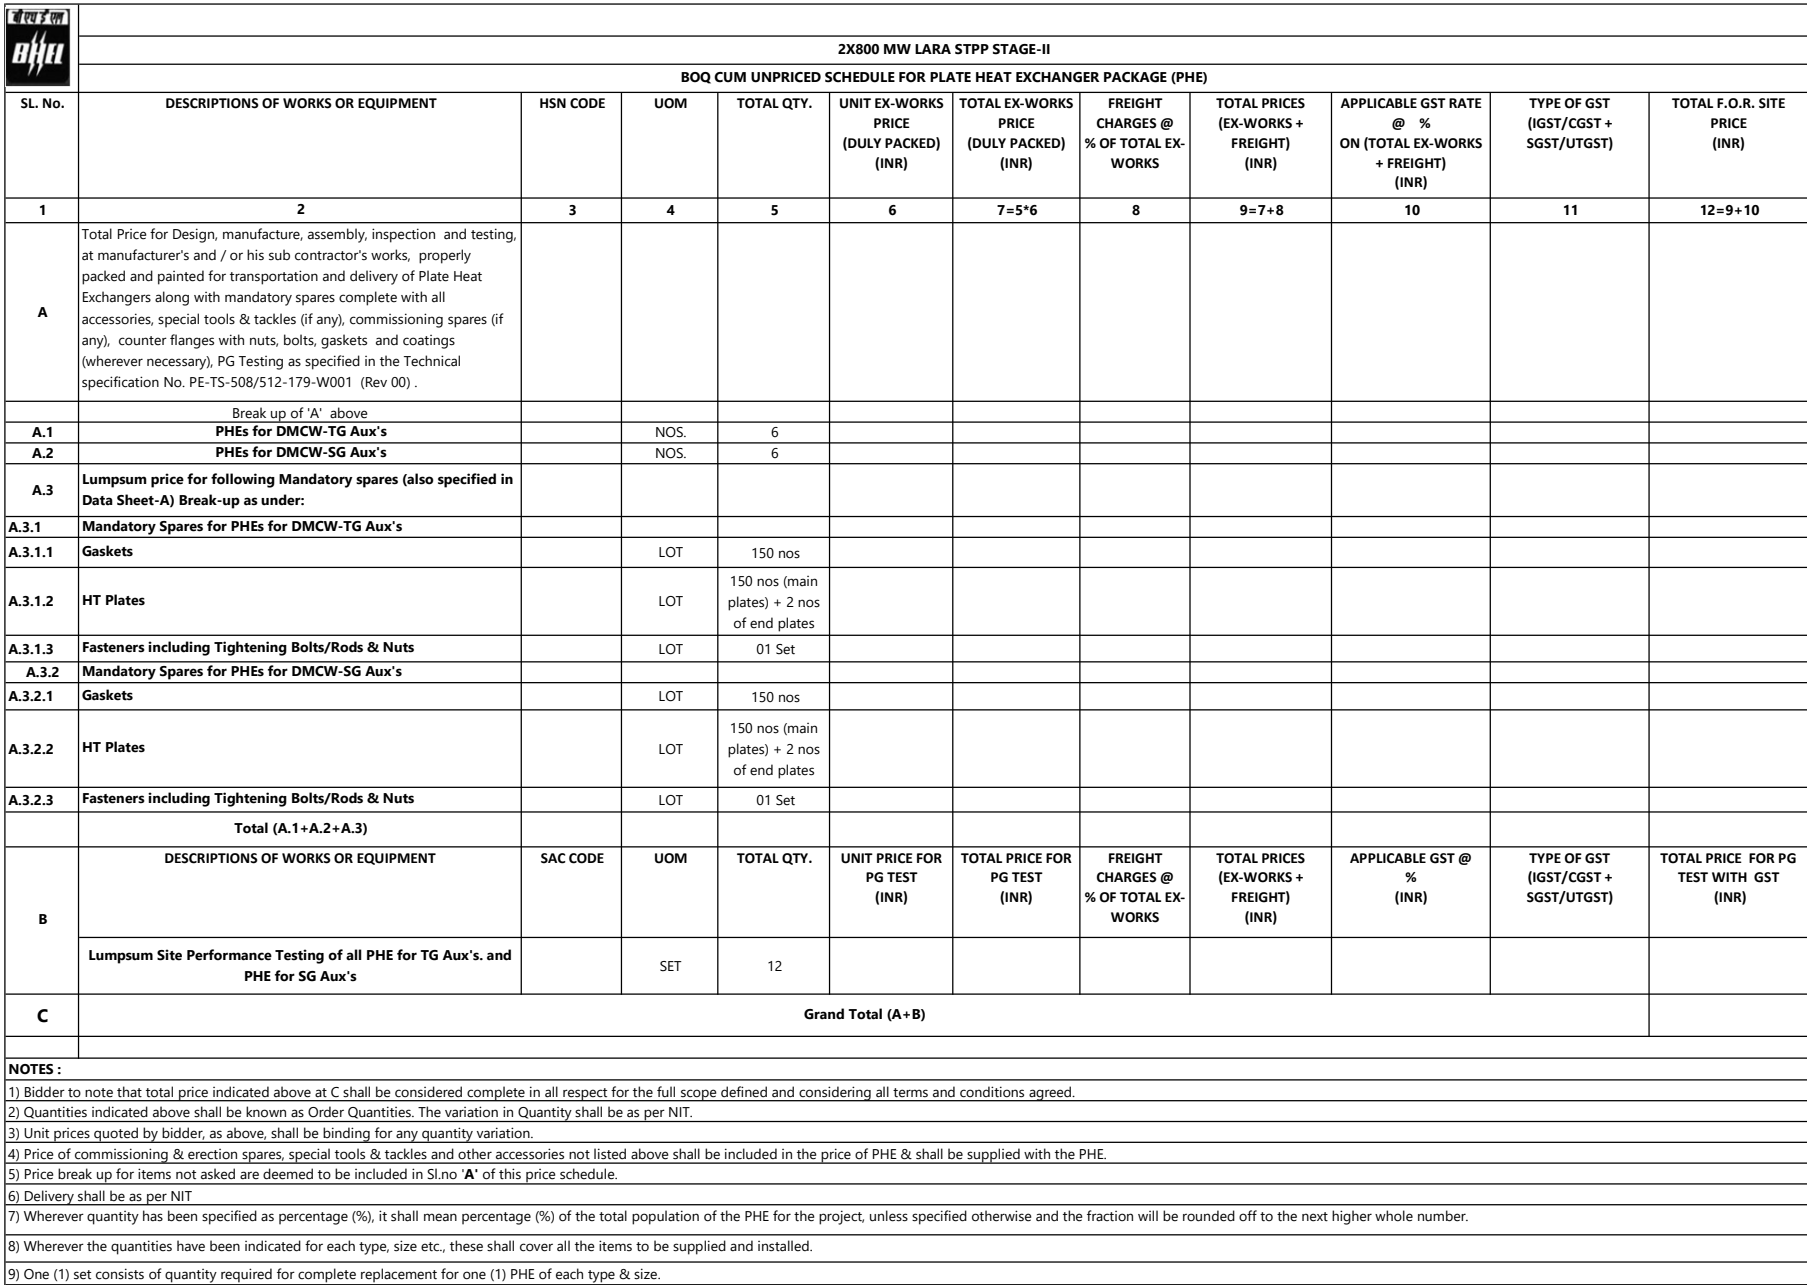 बीएचईएल
BHEL
2X800 MW LARA STPP STAGE-II
BOQ CUM UNPRICED SCHEDULE FOR PLATE HEAT EXCHANGER PACKAGE (PHE)
SL. No. DESCRIPTIONS OF WORKS OR EQUIPMENT HSN CODE UOM TOTAL QTY. UNIT EX-WORKS TOTAL EX-WORKS FREIGHT TOTAL PRICES APPLICABLE GST RATE TYPE OF GST TOTAL F.O.R. SITE
PRICE PRICE CHARGES @ (EX-WORKS + @ % (IGST/CGST + PRICE
(DULY PACKED) (DULY PACKED) % OF TOTAL EX- FREIGHT) ON (TOTAL EX-WORKS SGST/UTGST) (INR)
(INR) (INR) WORKS (INR) + FREIGHT)
(INR)
1 2 3 4 5 6 7=5*6 8 9=7+8 10 11 12=9+10
Total Price for Design, manufacture, assembly, inspection and testing,
at manufacturer's and / or his sub contractor's works, properly
packed and painted for transportation and delivery of Plate Heat
Exchangers along with mandatory spares complete with all
A accessories, special tools & tackles (if any), commissioning spares (if
any), counter flanges with nuts, bolts, gaskets and coatings
(wherever necessary), PG Testing as specified in the Technical
specification No. PE-TS-508/512-179-W001 (Rev 00) .
Break up of 'A' above
A.1 PHEs for DMCW-TG Aux's NOS. 6
A.2 PHEs for DMCW-SG Aux's NOS. 6
A.3 Lumpsum price for following Mandatory spares (also specified in
Data Sheet-A) Break-up as under:
A.3.1 Mandatory Spares for PHEs for DMCW-TG Aux's
A.3.1.1 Gaskets LOT 150 nos
A.3.1.2 HT Plates LOT 150 nos (main
plates) + 2 nos
of end plates
A.3.1.3 Fasteners including Tightening Bolts/Rods & Nuts LOT 01 Set
A.3.2 Mandatory Spares for PHEs for DMCW-SG Aux's
A.3.2.1 Gaskets LOT 150 nos
A.3.2.2 HT Plates LOT 150 nos (main
plates) + 2 nos
of end plates
A.3.2.3 Fasteners including Tightening Bolts/Rods & Nuts LOT 01 Set
Total (A.1+A.2+A.3)
B DESCRIPTIONS OF WORKS OR EQUIPMENT SAC CODE UOM TOTAL QTY. UNIT PRICE FOR TOTAL PRICE FOR FREIGHT TOTAL PRICES APPLICABLE GST @ TYPE OF GST TOTAL PRICE FOR PG
PG TEST PG TEST CHARGES @ (EX-WORKS + % (IGST/CGST + TEST WITH GST
(INR) (INR) % OF TOTAL EX- FREIGHT) (INR) SGST/UTGST) (INR)
WORKS (INR)
Lumpsum Site Performance Testing of all PHE for TG Aux's. and SET 12
PHE for SG Aux's
C Grand Total (A+B)
NOTES :
1) Bidder to note that total price indicated above at C shall be considered complete in all respect for the full scope defined and considering all terms and conditions agreed.
2) Quantities indicated above shall be known as Order Quantities. The variation in Quantity shall be as per NIT.
3) Unit prices quoted by bidder, as above, shall be binding for any quantity variation.
4) Price of commissioning & erection spares, special tools & tackles and other accessories not listed above shall be included in the price of PHE & shall be supplied with the PHE.
5) Price break up for items not asked are deemed to be included in Sl.no 'A' of this price schedule.
6) Delivery shall be as per NIT
7) Wherever quantity has been specified as percentage (%), it shall mean percentage (%) of the total population of the PHE for the project, unless specified otherwise and the fraction will be rounded off to the next higher whole number.
8) Wherever the quantities have been indicated for each type, size etc., these shall cover all the items to be supplied and installed.
9) One (1) set consists of quantity required for complete replacement for one (1) PHE of each type & size.